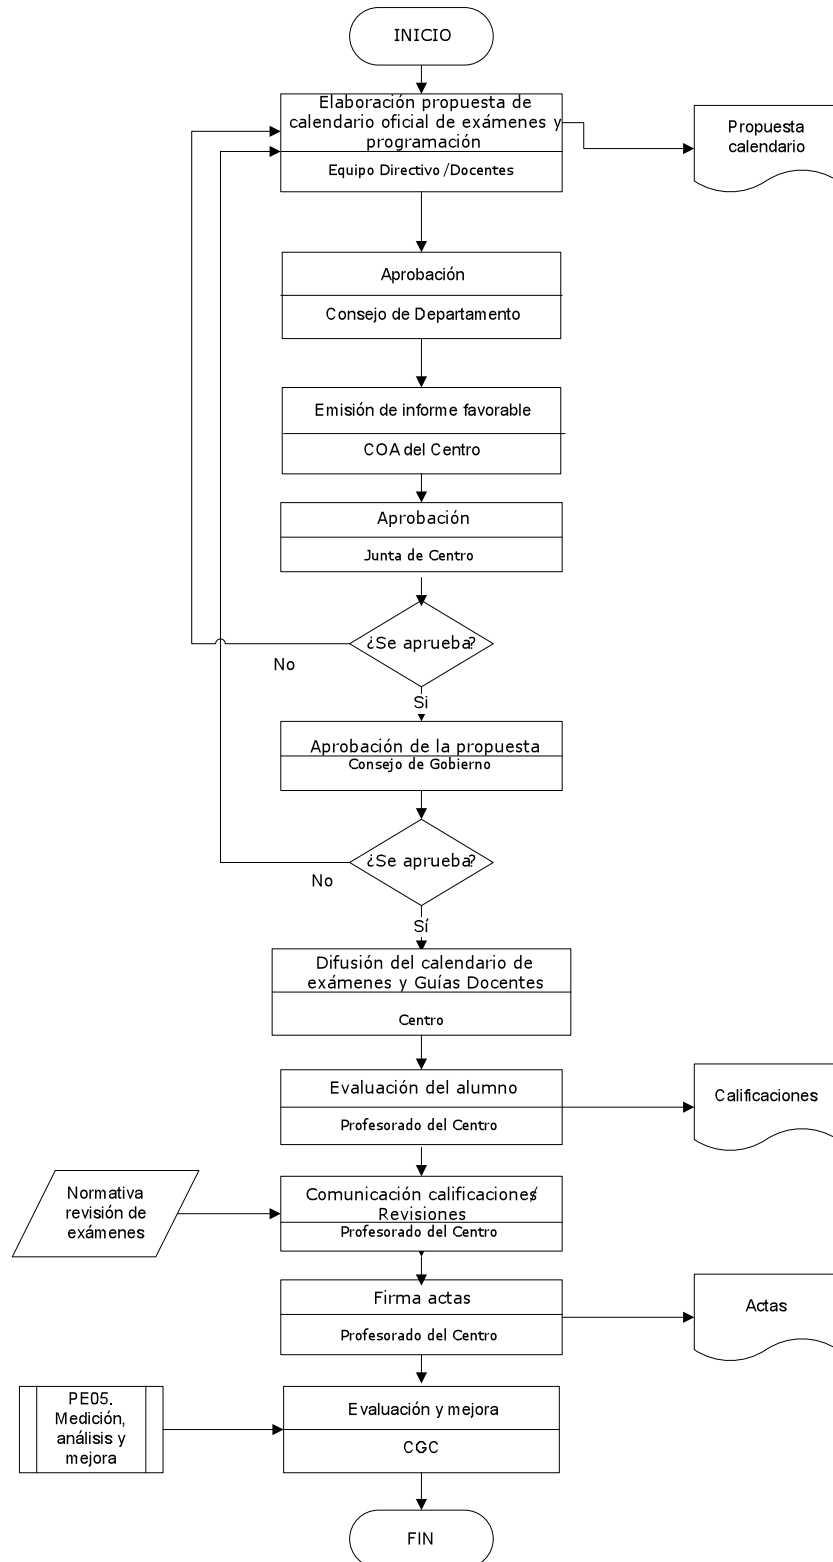 INICIO
Elaboración propuesta de
calendario oficial de exámenes y
programación
Equipo Directivo /Docentes
Propuesta
calendario
Aprobación
Consejo de Departamento
Emisión de informe favorable
COA del Centro
Aprobación
Junta de Centro
¿Se aprueba?
No
Si
Aprobación de la propuesta
Consejo de Gobierno
¿Se aprueba?
No
Sí
Difusión del calendario de
exámenes y Guías Docentes
Centro
Evaluación del alumno
Profesorado del Centro
Calificaciones
Normativa
revisión de
exámenes
Comunicación calificaciones/
Revisiones
Profesorado del Centro
Firma actas
Profesorado del Centro
Actas
PE05.
Medición,
análisis y
mejora
Evaluación y mejora
CGC
FIN